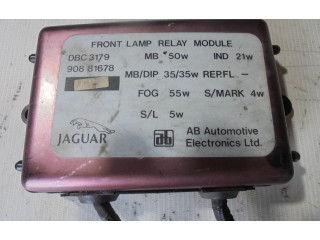 FRONT LAMP RELAY MODULE
DBC 3179 MB 50w IND 21w
908 81678 MB/DIP 35/35w REP.FL. -
FOG 55w S/MARK 4w
S/L 5w
JAGUAR ab AB Automotive
Electronics Ltd.